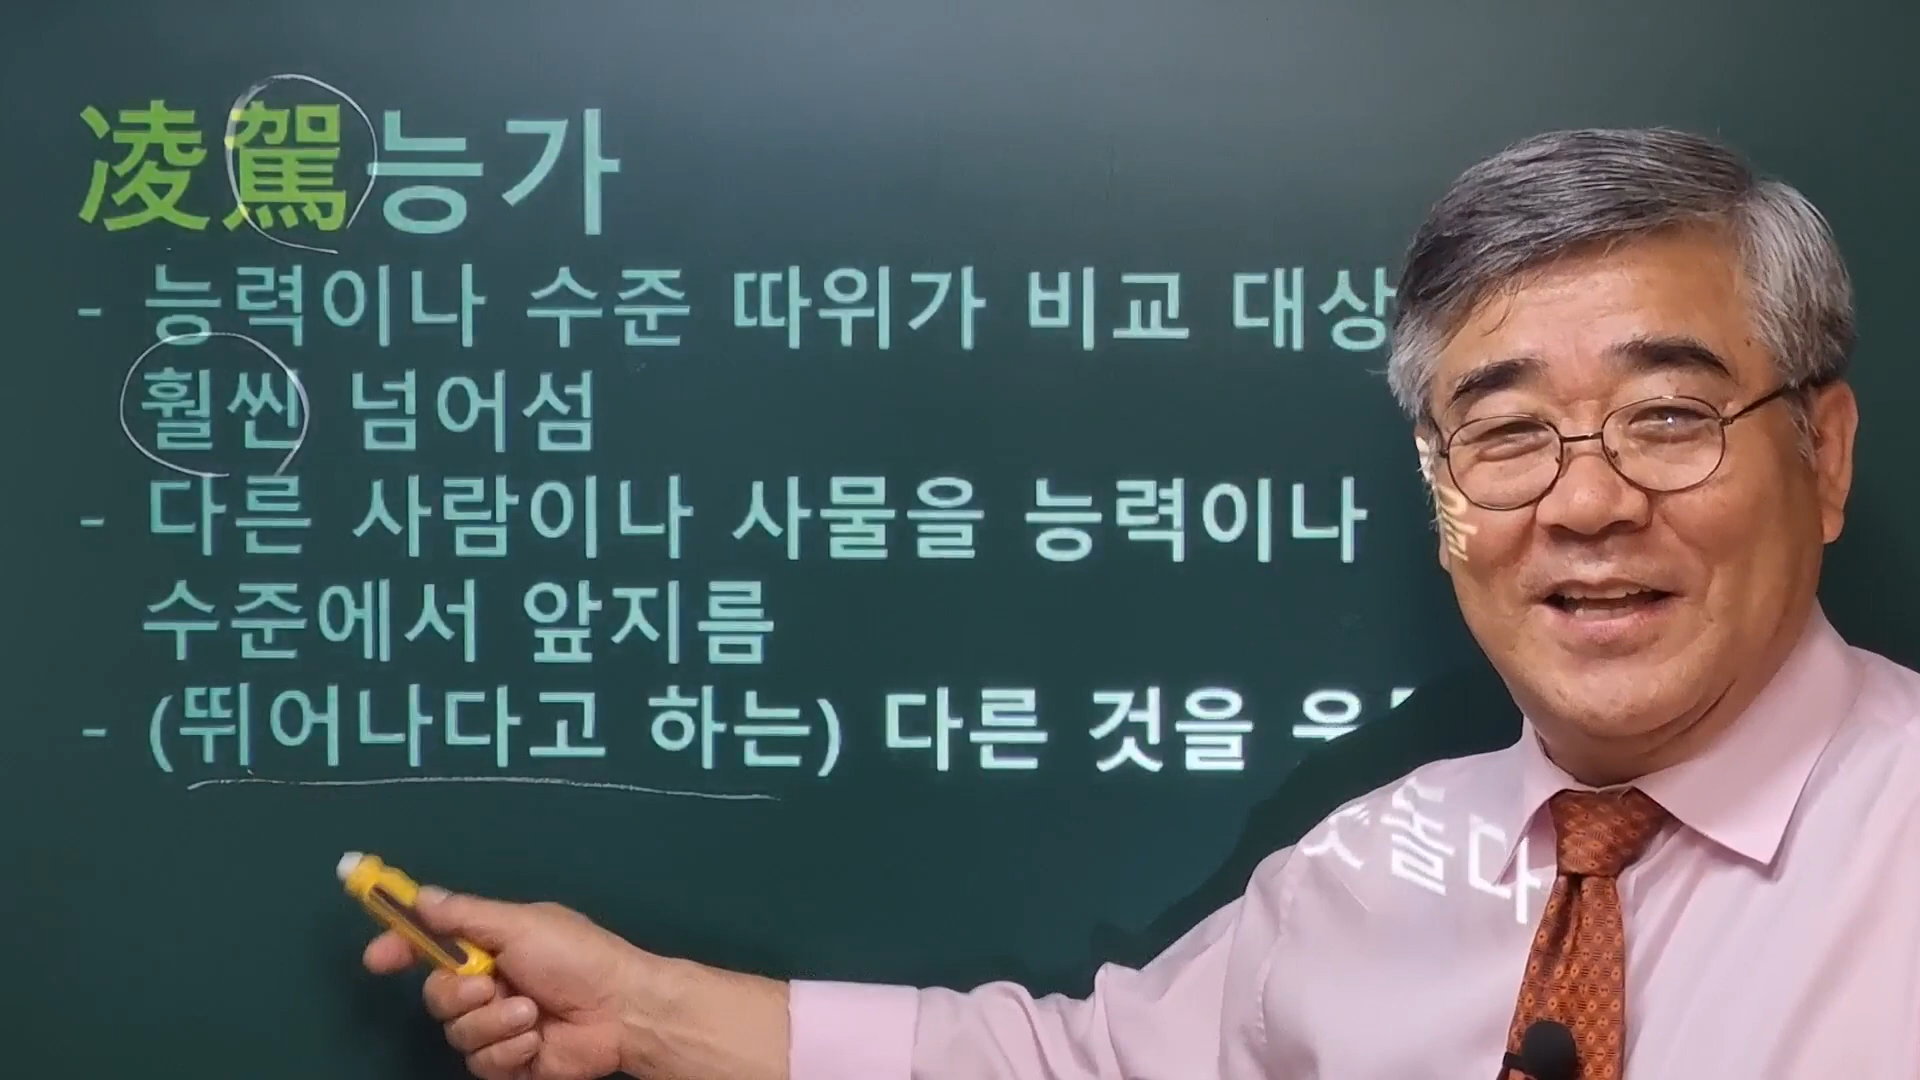 凌駕능가
- 능력이나 수준 따위가 비교 대상을
훨씬 넘어섬
- 다른 사람이나 사물을 능력이나
수준에서 앞지름
- (뛰어나다고 하는) 다른 것을